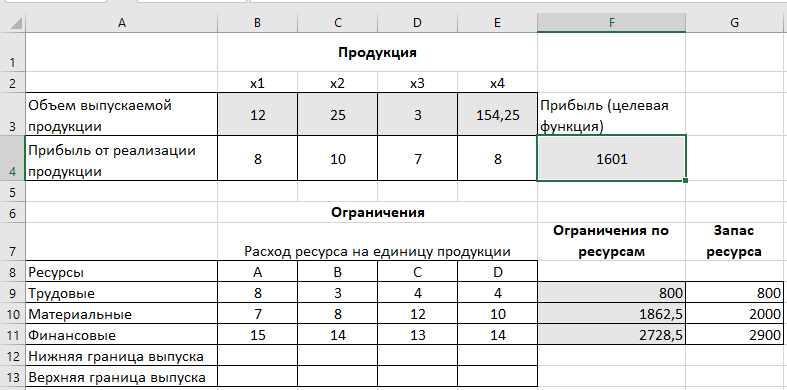 A B C D E F G
1 Продукция
2 x1 x2 x3 x4
3 Объем выпускаемой продукции 12 25 3 154,25 Прибыль (целевая функция)
4 Прибыль от реализации продукции 8 10 7 8 1601
5
6 Ограничения
7 Расход ресурса на единицу продукции Ограничения по ресурсам Запас ресурса
8 Ресурсы A B C D
9 Трудовые 8 3 4 4 800 800
10 Материальные 7 8 12 10 1862,5 2000
11 Финансовые 15 14 13 14 2728,5 2900
12 Нижняя граница выпуска
13 Верхняя граница выпуска